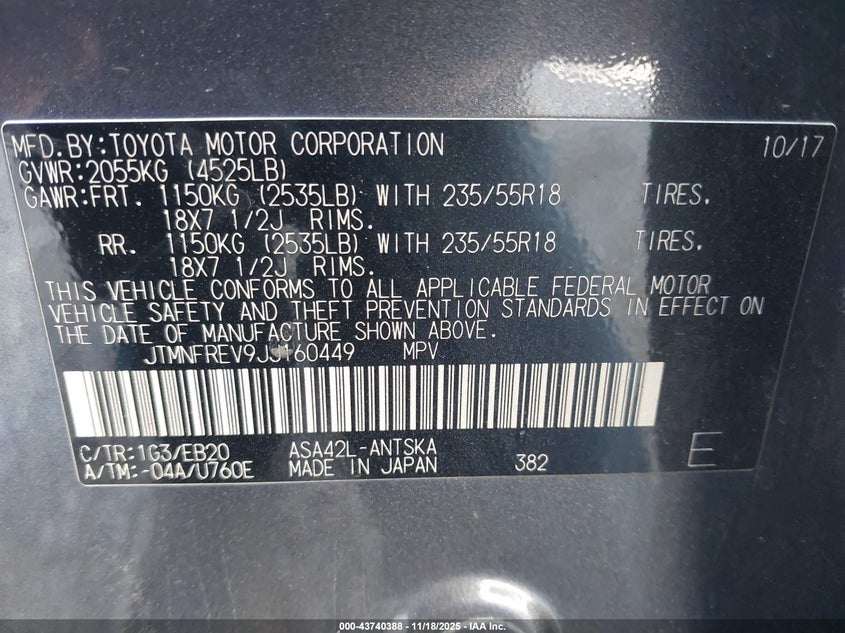 MFD.BY:TOYOTA MOTOR CORPORATION 10/17
GVWR:2055KG (4525LB)
GAWR:FRT. 1150KG (2535LB) WITH 235/55R18 TIRES.
18X7 1/2J RIMS.
RR. 1150KG (2535LB) WITH 235/55R18 TIRES.
18X7 1/2J RIMS.
THIS VEHICLE CONFORMS TO ALL APPLICABLE FEDERAL MOTOR
VEHICLE SAFETY AND THEFT PREVENTION STANDARDS IN EFFECT ON
THE DATE OF MANUFACTURE SHOWN ABOVE.
JTMNFREV9JJ160449 MPV
C/TR:1G3/EB20 ASA42L-ANTSKA
A/TM:-04A/U760E MADE IN JAPAN 382 E
000-43740388 - 11/18/2025 - IAA Inc.